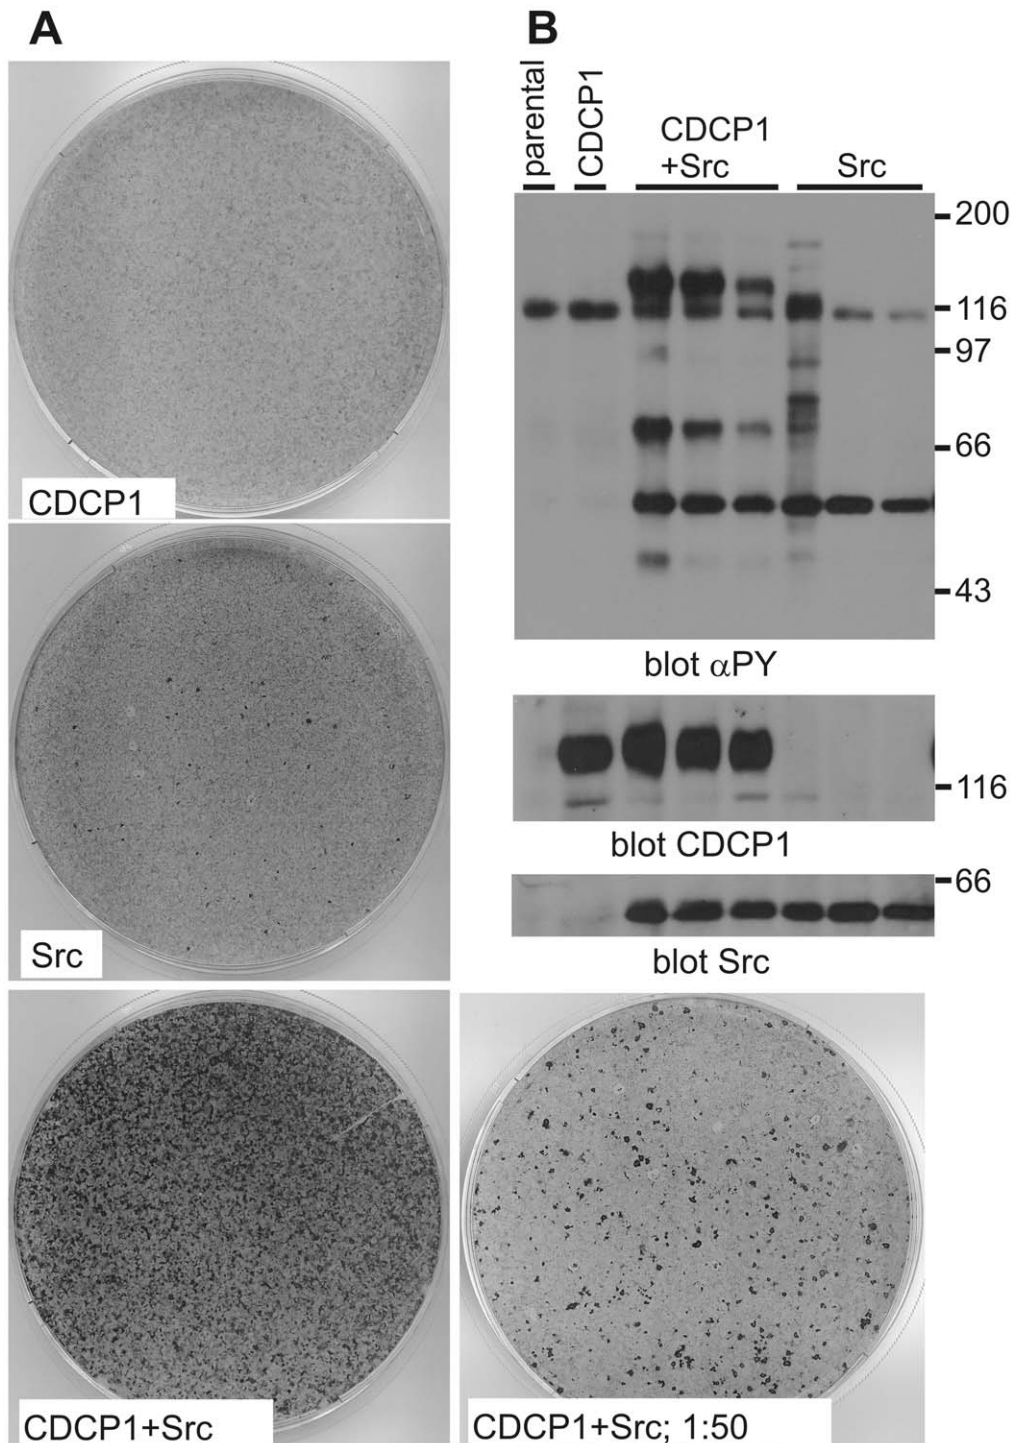 A
B
parental
CDCP1
CDCP1
+Src
Src
200
116
97
66
43
blot αPY
116
blot CDCP1
66
blot Src
CDCP1
Src
CDCP1+Src
CDCP1+Src; 1:50